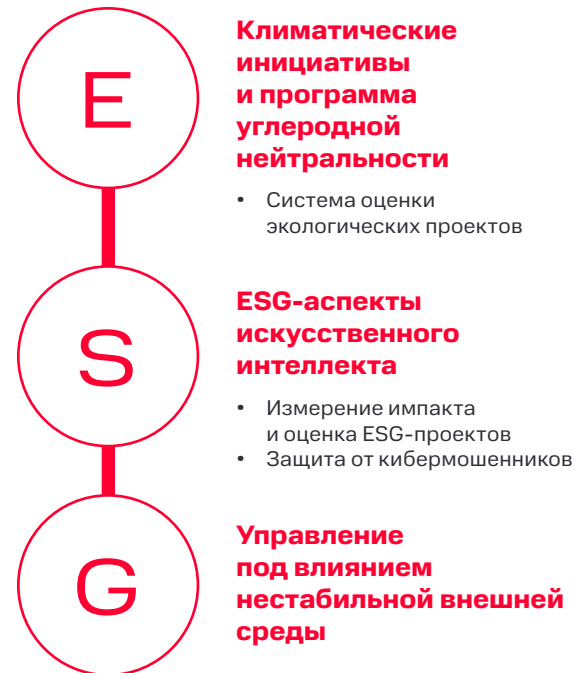 E
Климатические
инициативы
и программа
углеродной
нейтральности
• Система оценки
экологических проектов
S
ESG-аспекты
искусственного
интеллекта
• Измерение импакта
и оценка ESG-проектов
• Защита от кибермошенников
G
Управление
под влиянием
нестабильной внешней
среды